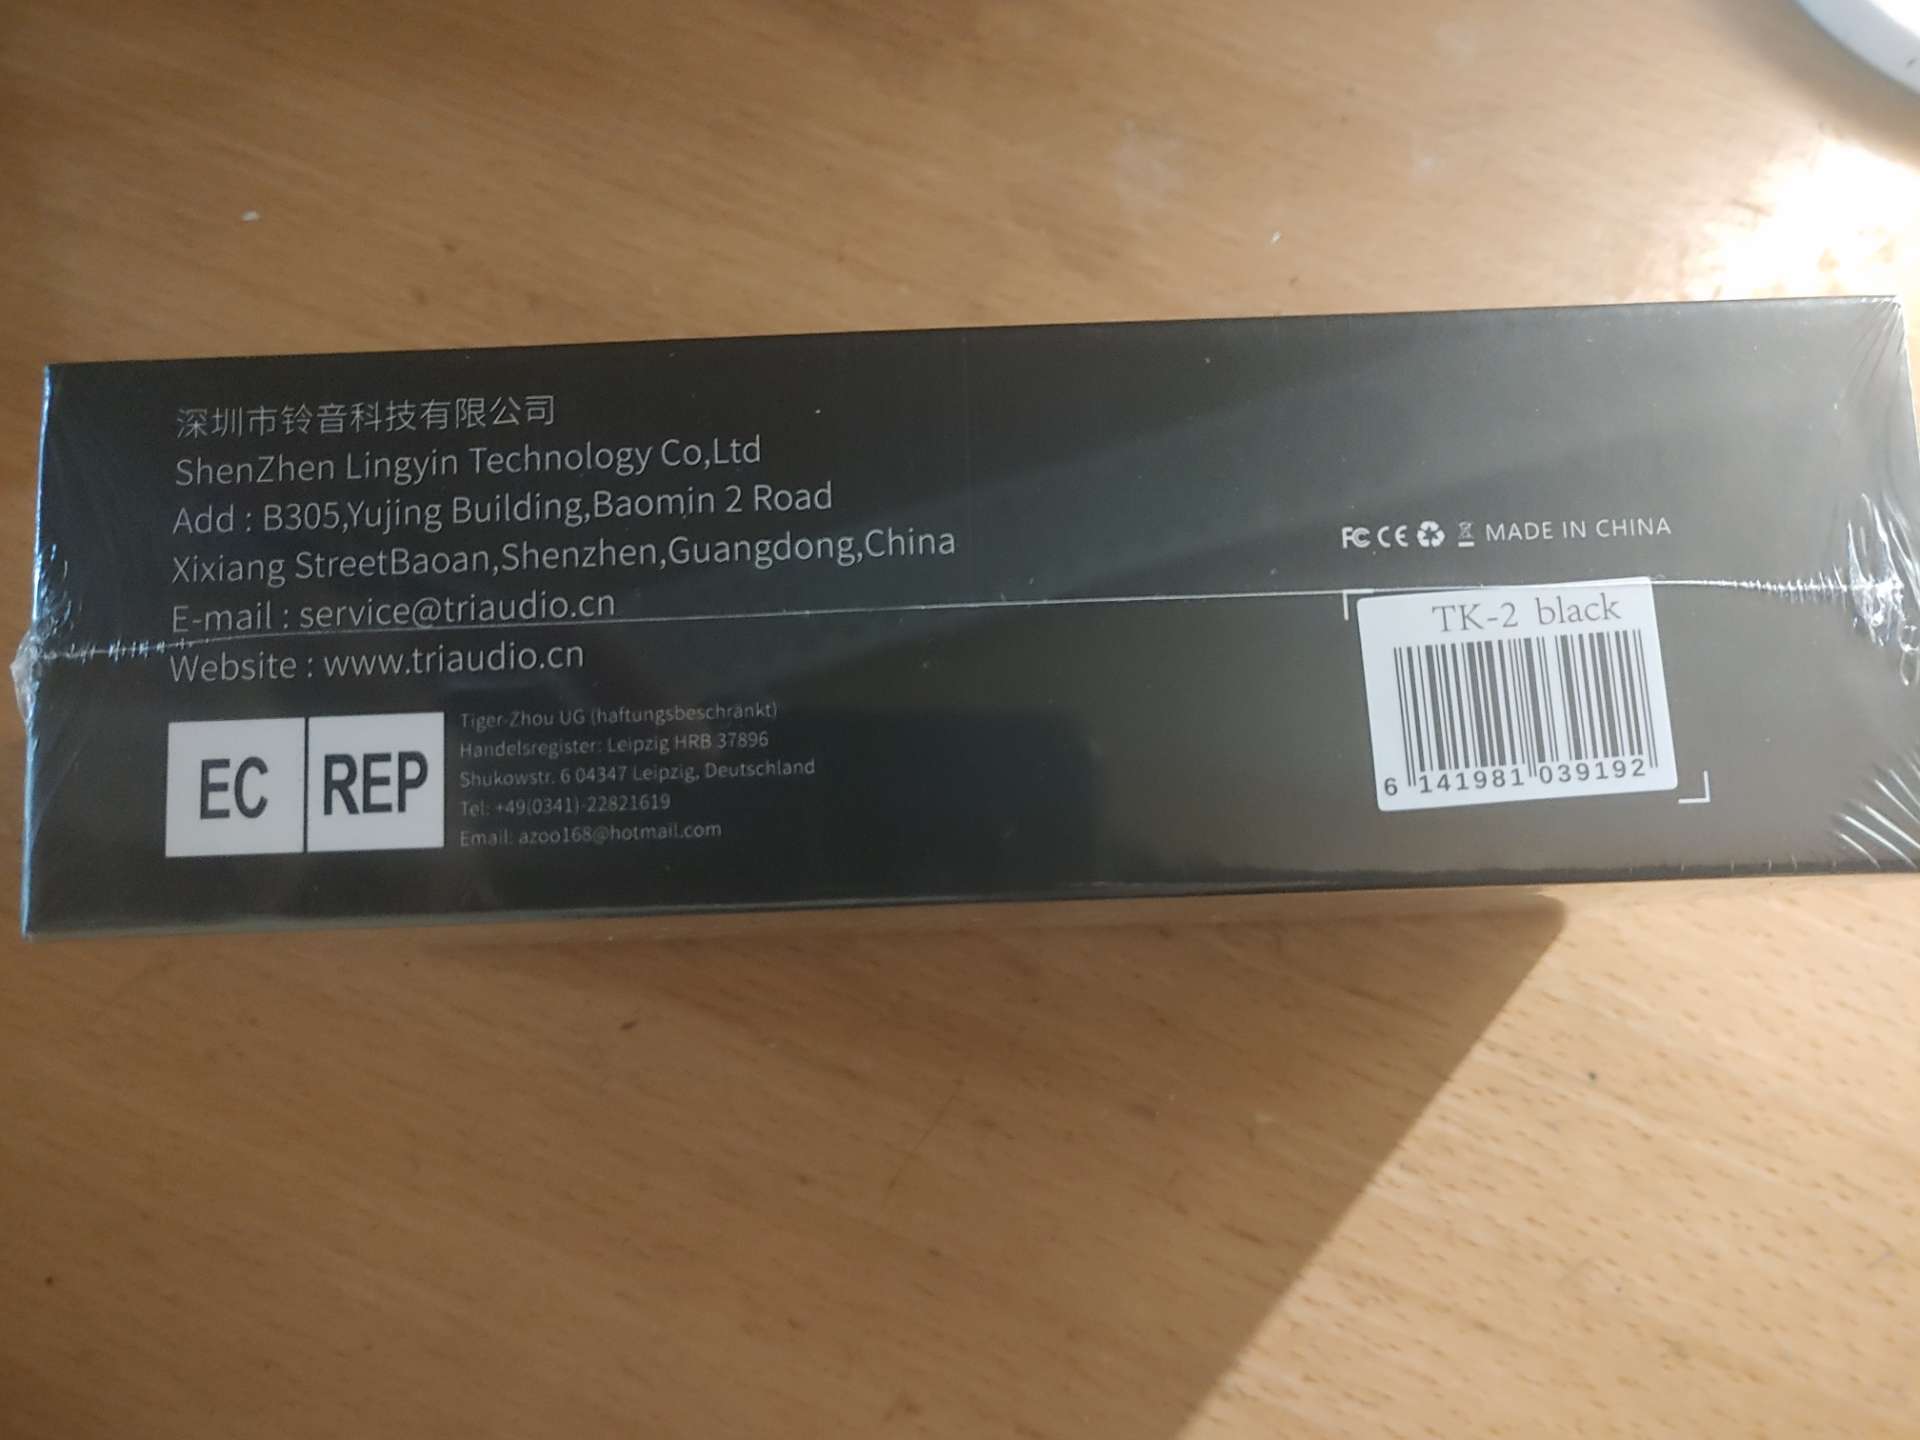 深圳市铃音科技有限公司
ShenZhen Lingyin Technology Co,Ltd
Add : B305,Yujing Building,Baomin 2 Road
Xixiang StreetBaoan,Shenzhen,Guangdong,China
E-mail : service@triaudio.cn
Website : www.triaudio.cn
EC REP
Tiger-Zhou UG (haftungsbeschränkt)
Handelsregister: Leipzig HRB 37896
Shukowstr. 6 04347 Leipzig, Deutschland
Tel: +49(0341)-22821619
Email: azoo168@hotmail.com
FC CE MADE IN CHINA
TK-2 black
6 141981 039192